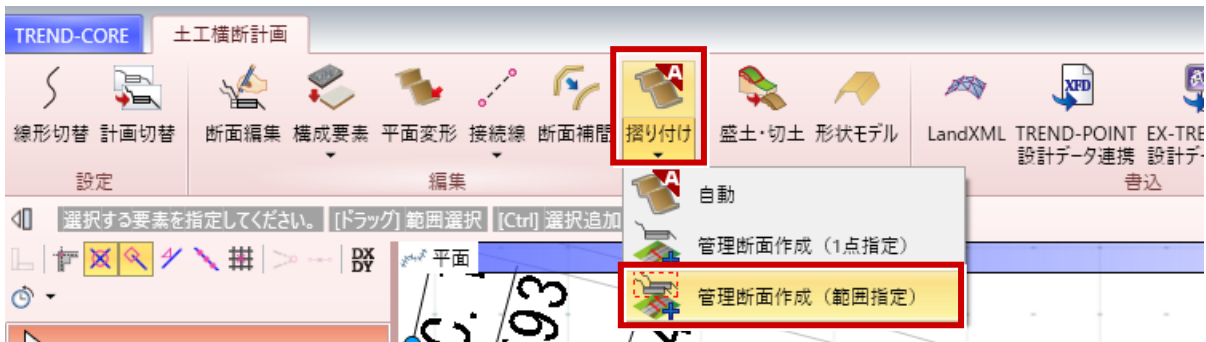 TREND-CORE 土工横断計画
線形切替 計画切替 断面編集 構成要素 平面変形 接続線 断面補間 摺り付け 盛土・切土 形状モデル LandXML TREND-POINT
設計データ連携
設定 編集 書込
自動
選択する要素を指定してください。 [ドラッグ] 範囲選択 [Ctrl] 選択追加
管理断面作成（1点指定）
DX
DY
平面
管理断面作成（範囲指定）